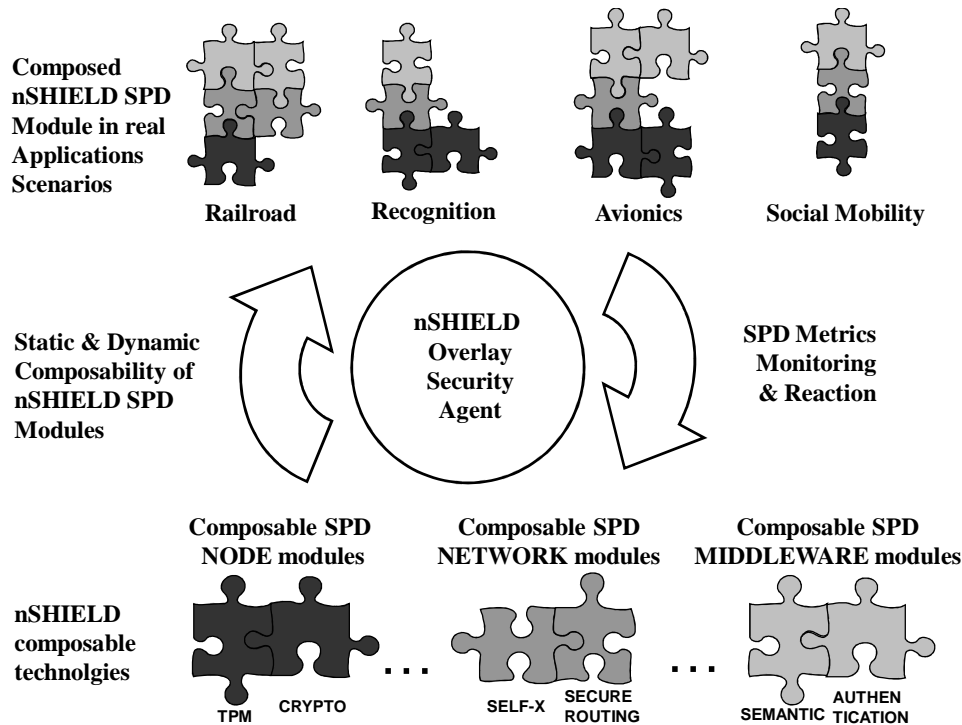 Composed
nSHIELD SPD
Module in real
Applications
Scenarios
Railroad
Recognition
Avionics
Social Mobility
Static & Dynamic
Composability of
nSHIELD SPD
Modules
nSHIELD
Overlay
Security
Agent
SPD Metrics
Monitoring
& Reaction
Composable SPD
NODE modules
Composable SPD
NETWORK modules
Composable SPD
MIDDLEWARE modules
nSHIELD
composable
technolgies
...
...
TPM
CRYPTO
SELF-X
SECURE
ROUTING
SEMANTIC
AUTHEN
TICATION